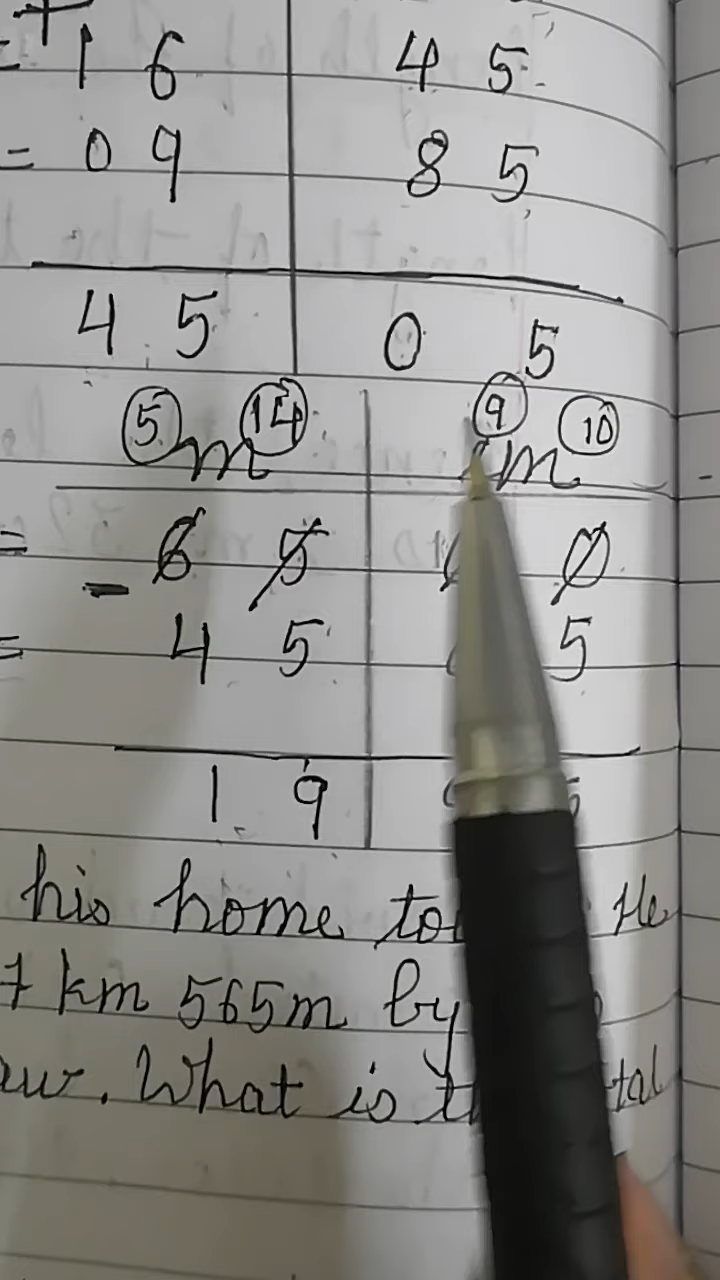 +
= 1 6 4 5
= 0 9 8 5
4 5 0 5
5 14 9 10
m m
= - 6 5 0
= 4 5 5
1 9
his home to He
7 km 565m by
aw. What is